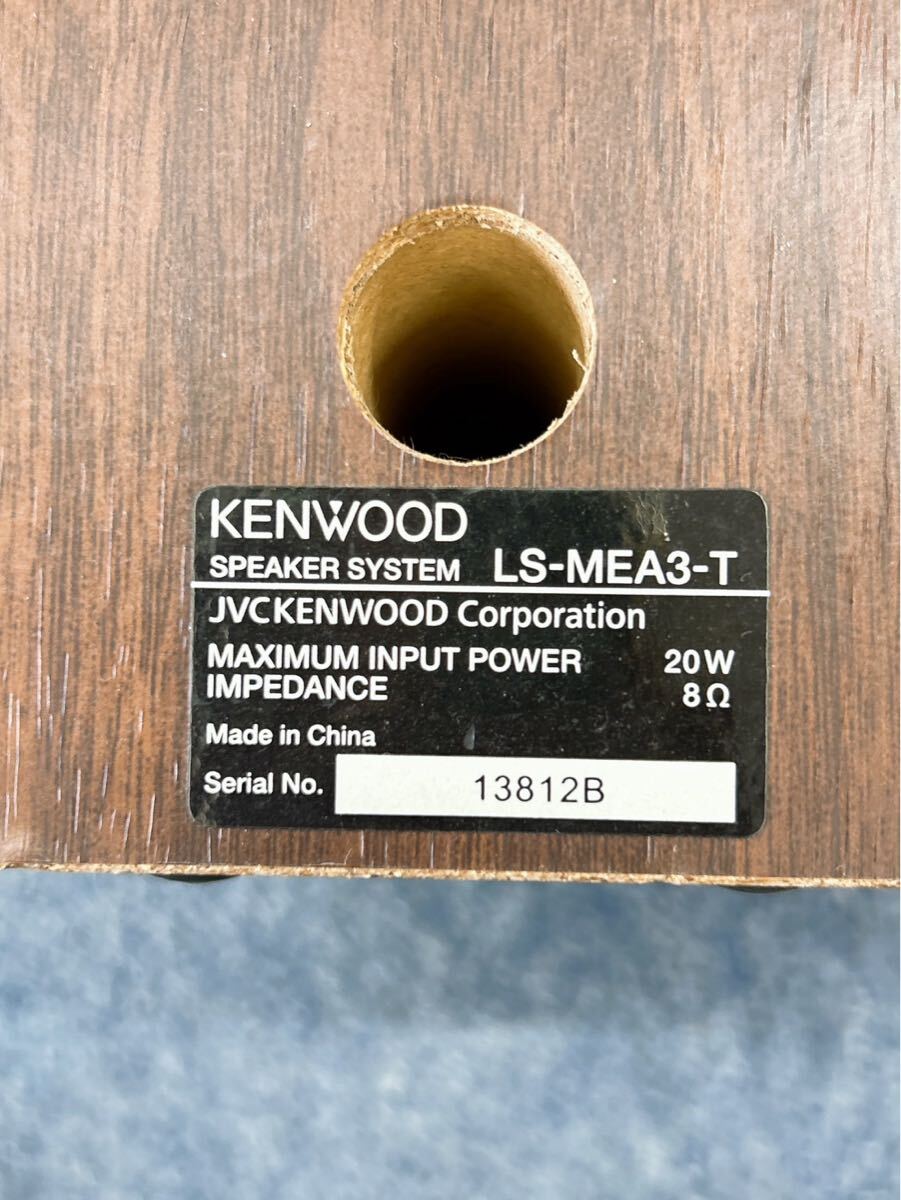 KENWOOD
SPEAKER SYSTEM LS-MEA3-T
JVCKENWOOD Corporation
MAXIMUM INPUT POWER 20W
IMPEDANCE 8Ω
Made in China
Serial No. 13812B